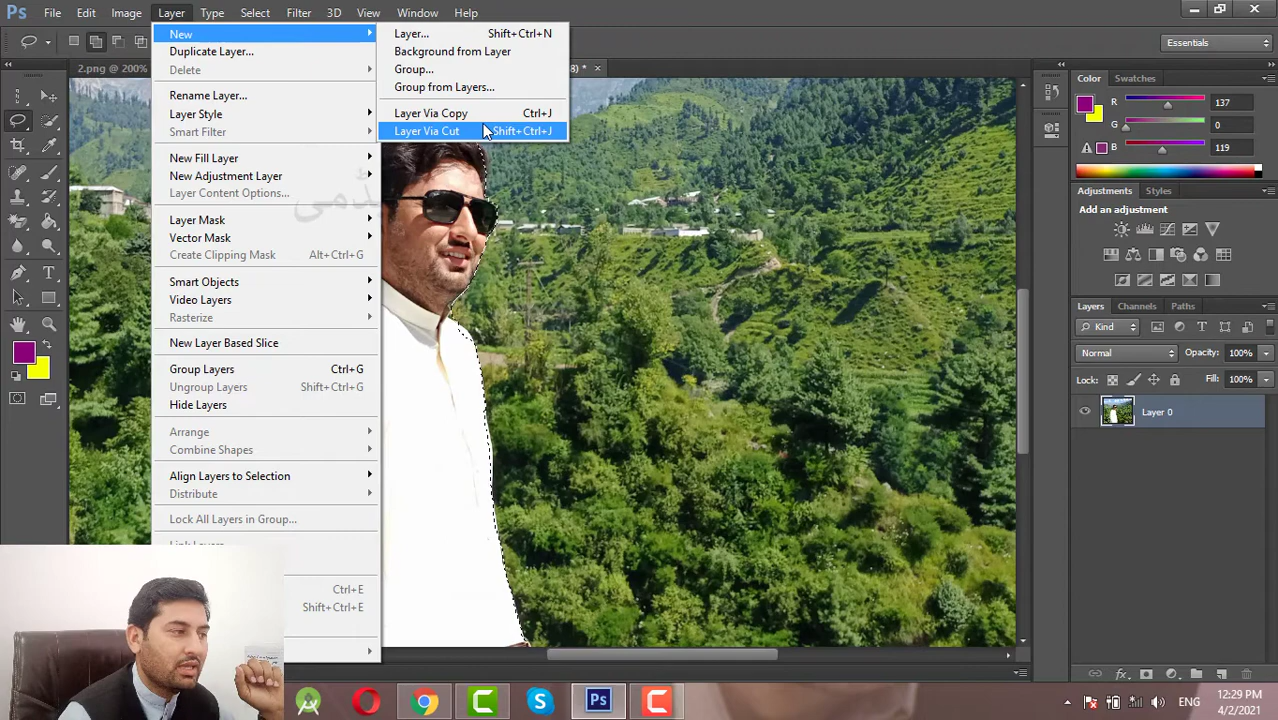 Ps File Edit Image Layer Type Select Filter 3D View Window Help
Essentials
2.png @ 200%
8) *
New
Duplicate Layer...
Delete
Rename Layer...
Layer Style
Smart Filter
New Fill Layer
New Adjustment Layer
Layer Content Options...
Layer Mask
Vector Mask
Create Clipping Mask Alt+Ctrl+G
Smart Objects
Video Layers
Rasterize
New Layer Based Slice
Group Layers Ctrl+G
Ungroup Layers Shift+Ctrl+G
Hide Layers
Arrange
Combine Shapes
Align Layers to Selection
Distribute
Lock All Layers in Group...
Link Layers
Ctrl+E
Shift+Ctrl+E
Layer... Shift+Ctrl+N
Background from Layer
Group...
Group from Layers...
Layer Via Copy Ctrl+J
Layer Via Cut Shift+Ctrl+J
Color Swatches
R 137
G 0
B 119
Adjustments Styles
Add an adjustment
Layers Channels Paths
Kind
Normal Opacity: 100%
Lock: Fill: 100%
Layer 0
Ps
ENG
12:29 PM
4/2/2021